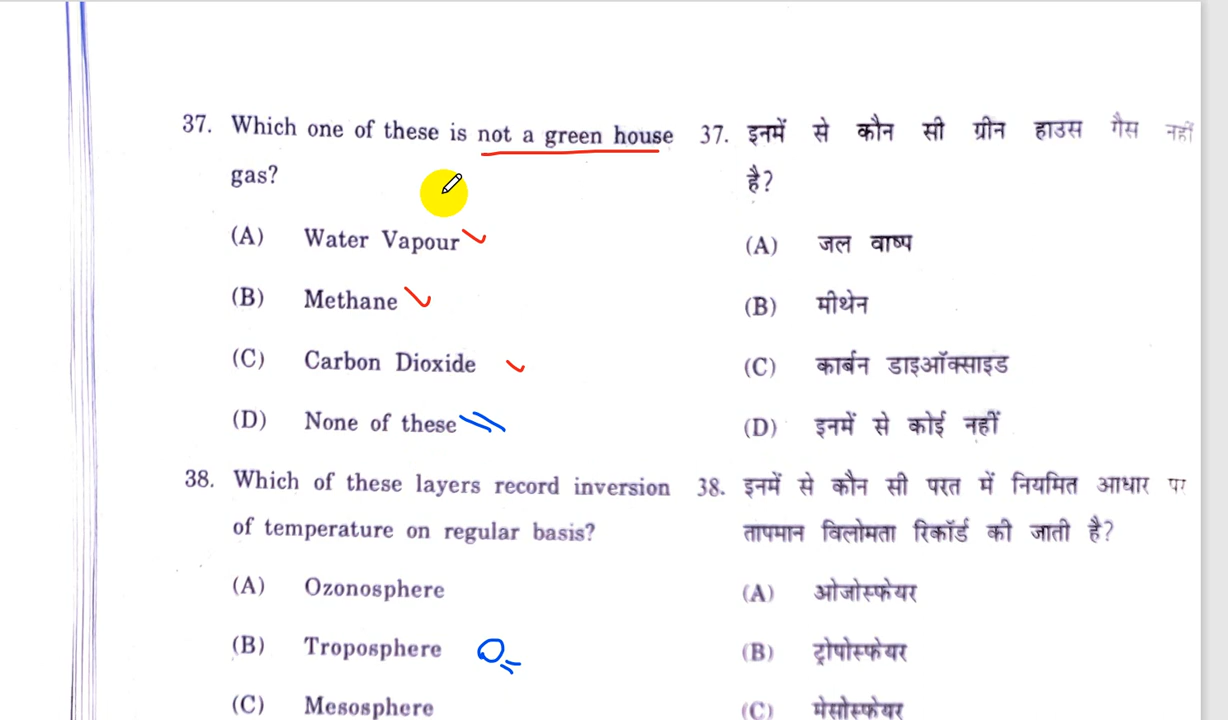 37. Which one of these is not a green house
gas?
(A) Water Vapour
(B) Methane
(C) Carbon Dioxide
(D) None of these
38. Which of these layers record inversion
of temperature on regular basis?
(A) Ozonosphere
(B) Troposphere
(C) Mesosphere
37. इनमें से कौन सी ग्रीन हाउस गैस नहीं
है?
(A) जल वाष्प
(B) मीथेन
(C) कार्बन डाइऑक्साइड
(D) इनमें से कोई नहीं
38. इनमें से कौन सी परत में नियमित आधार पर
तापमान विलोमता रिकॉर्ड की जाती है?
(A) ओजोस्फेयर
(B) ट्रोपोस्फेयर
(C) मेसोस्फेयर